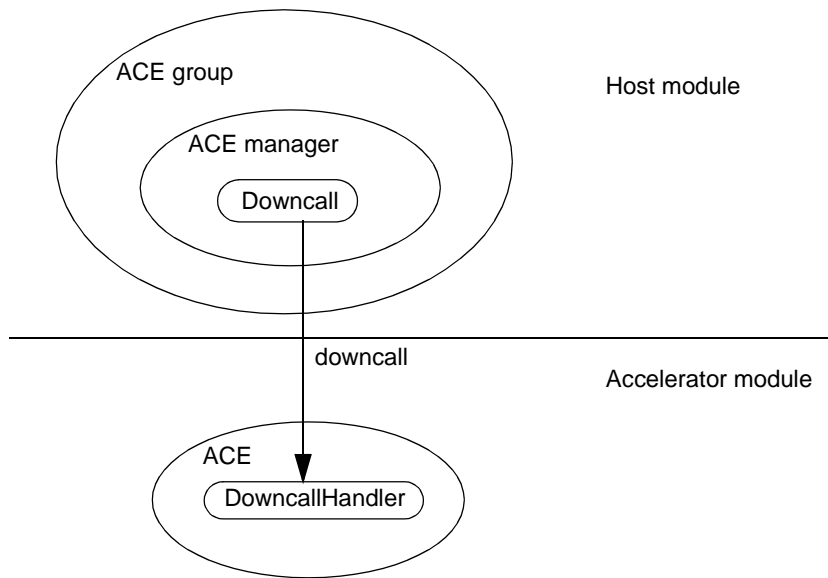 ACE group
Host module
ACE manager
Downcall
downcall
Accelerator module
ACE
DowncallHandler